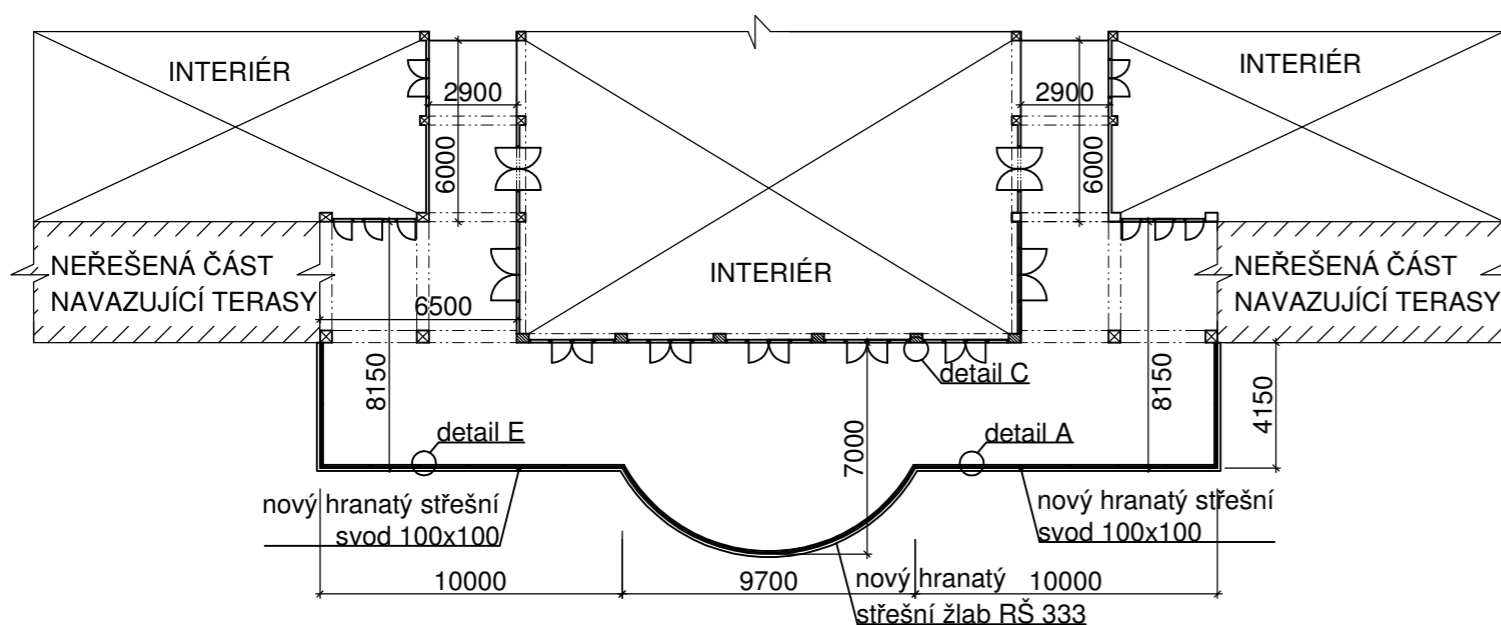 INTERIÉR
INTERIÉR
2900
2900
6000
6000
INTERIÉR
NEŘEŠENÁ ČÁST
NAVAZUJÍCÍ TERASY
NEŘEŠENÁ ČÁST
NAVAZUJÍCÍ TERASY
6500
detail C
8150
8150
4150
7000
detail E
detail A
nový hranatý střešní
svod 100x100
nový hranatý střešní
svod 100x100
10000
9700
10000
nový hranatý
střešní žlab RŠ 333